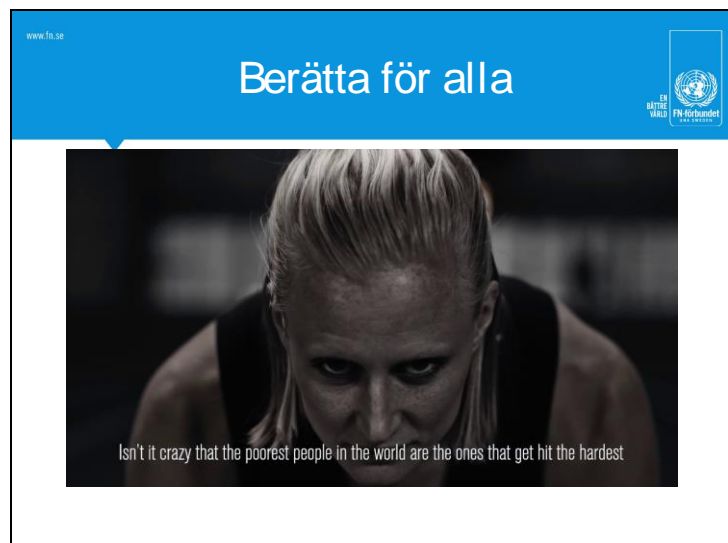 www.fn.se
Berätta för alla
EN
BÄTTRE
VÄRLD
FN-förbundet
UNA SWEDEN
Isn't it crazy that the poorest people in the world are the ones that get hit the hardest